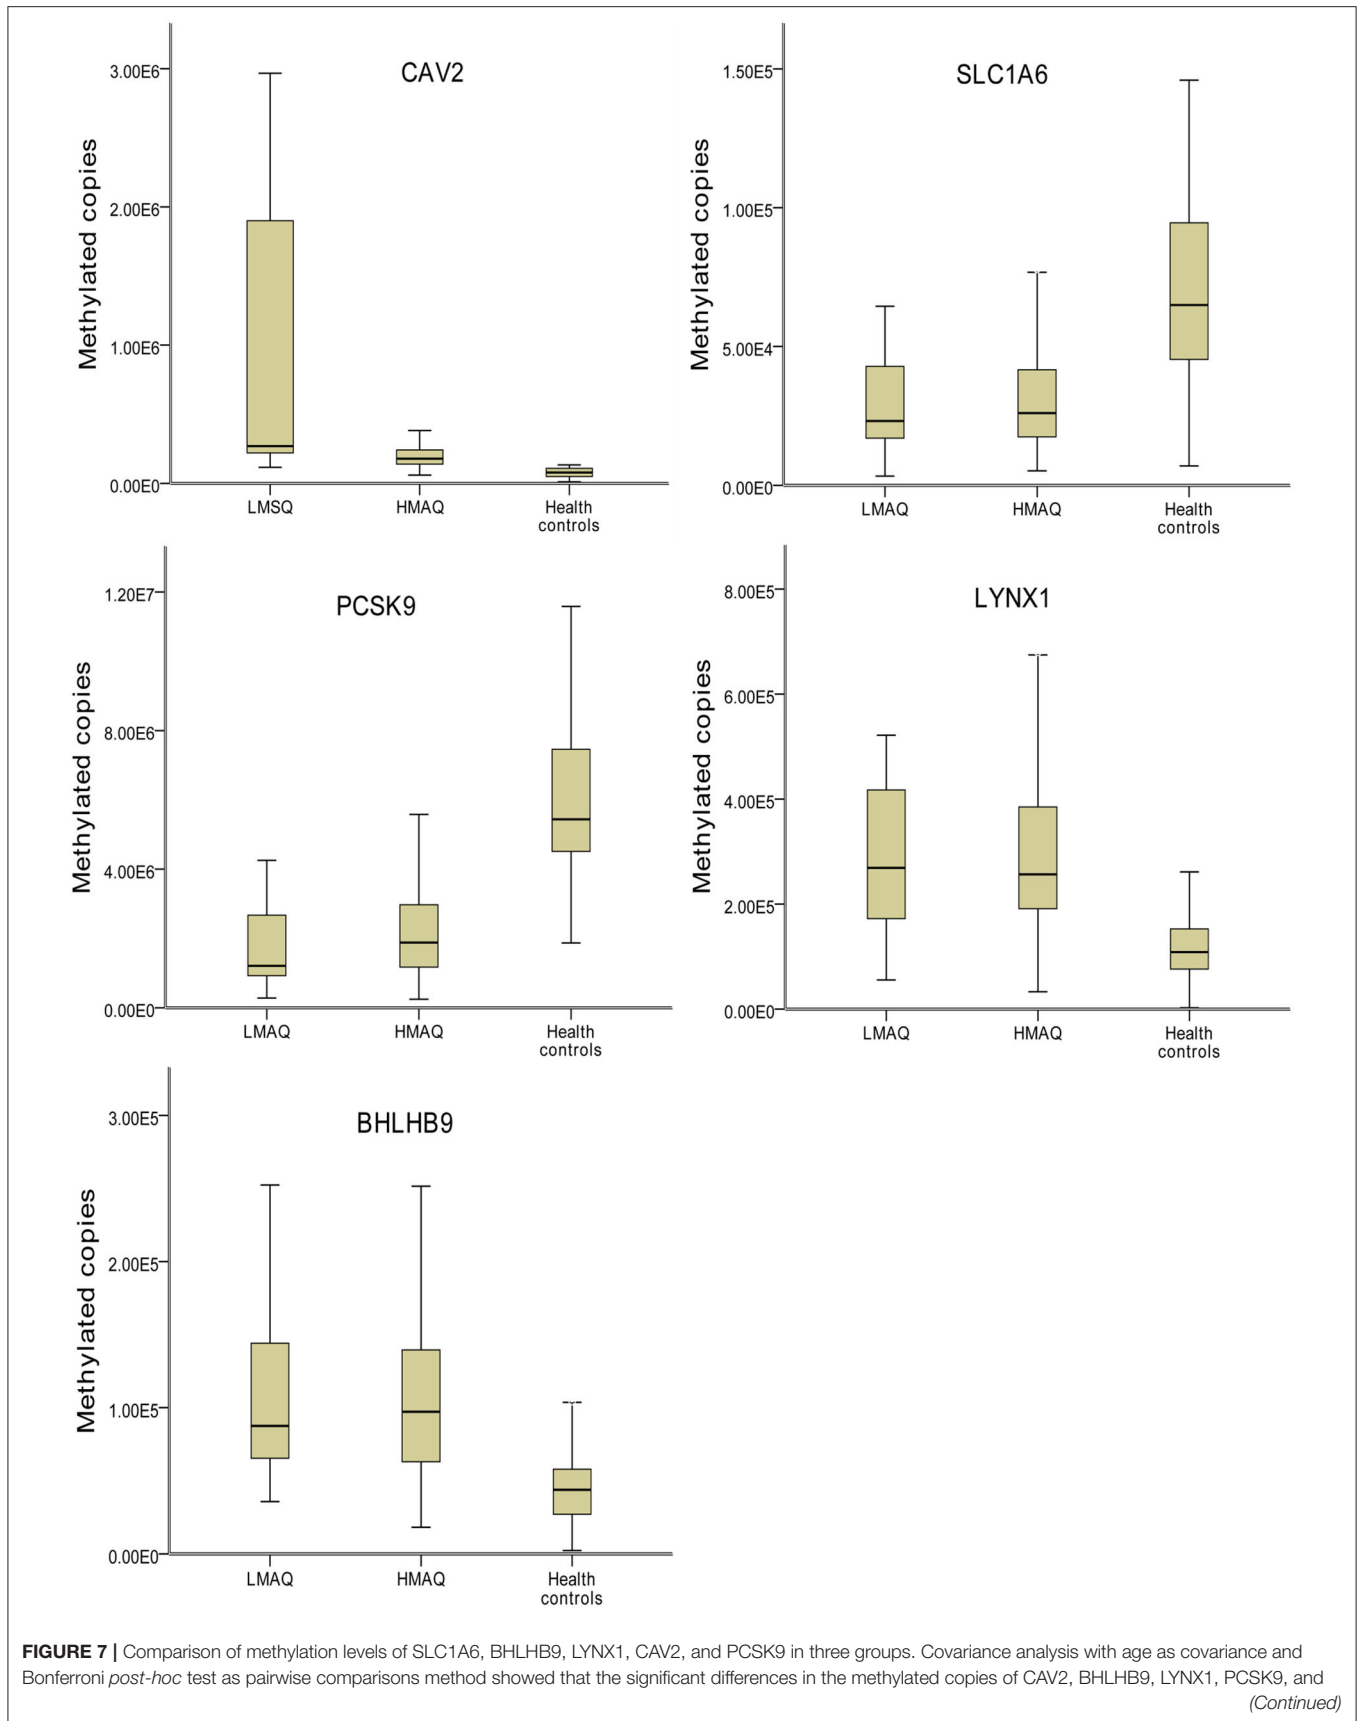 CAV2
Methylated copies
3.00E6
2.00E6
1.00E6
0.00E0
LMSQ
HMAQ
Health
controls
SLC1A6
Methylated copies
1.50E5
1.00E5
5.00E4
0.00E0
LMAQ
HMAQ
Health
controls
PCSK9
Methylated copies
1.20E7
8.00E6
4.00E6
0.00E0
LMAQ
HMAQ
Health
controls
LYNX1
Methylated copies
8.00E5
6.00E5
4.00E5
2.00E5
0.00E0
LMAQ
HMAQ
Health
controls
BHLHB9
Methylated copies
3.00E5
2.00E5
1.00E5
0.00E0
LMAQ
HMAQ
Health
controls
FIGURE 7 | Comparison of methylation levels of SLC1A6, BHLHB9, LYNX1, CAV2, and PCSK9 in three groups. Covariance analysis with age as covariance and
Bonferroni post-hoc test as pairwise comparisons method showed that the significant differences in the methylated copies of CAV2, BHLHB9, LYNX1, PCSK9, and
(Continued)